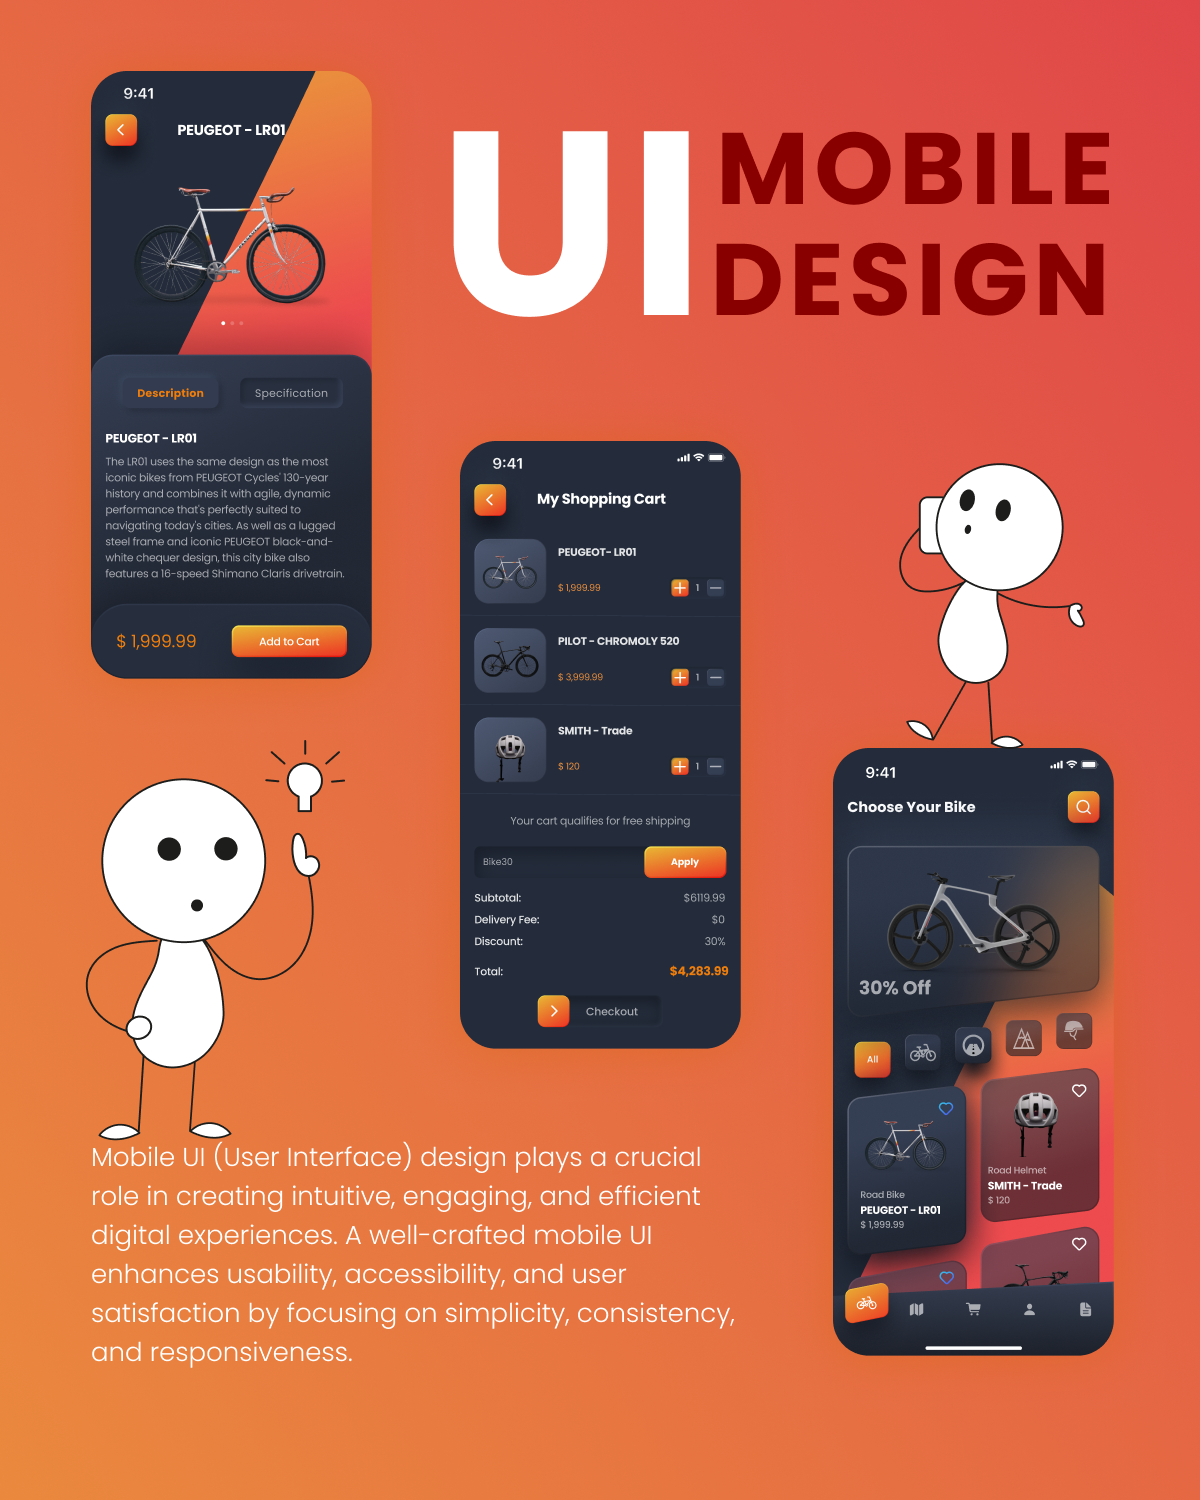 9:41
PEUGEOT - LR01
Description
Specification
PEUGEOT - LR01
The LR01 uses the same design as the most
iconic bikes from PEUGEOT Cycles' 130-year
history and combines it with agile, dynamic
performance that's perfectly suited to
navigating today's cities. As well as a lugged
steel frame and iconic PEUGEOT black-and-
white chequer design, this city bike also
features a 16-speed Shimano Claris drivetrain.
$ 1,999.99
Add to Cart
UI
MOBILE
DESIGN
9:41
My Shopping Cart
PEUGEOT- LR01
$ 1,999.99
1
PILOT - CHROMOLY 520
$ 3,999.99
1
SMITH - Trade
$ 120
1
Your cart qualifies for free shipping
Bike30
Apply
Subtotal:
$6119.99
Delivery Fee:
$0
Discount:
30%
Total:
$4,283.99
Checkout
9:41
Choose Your Bike
30% Off
All
Road Bike
PEUGEOT - LR01
$ 1,999.99
Road Helmet
SMITH - Trade
$ 120
Mobile UI (User Interface) design plays a crucial
role in creating intuitive, engaging, and efficient
digital experiences. A well-crafted mobile UI
enhances usability, accessibility, and user
satisfaction by focusing on simplicity, consistency,
and responsiveness.